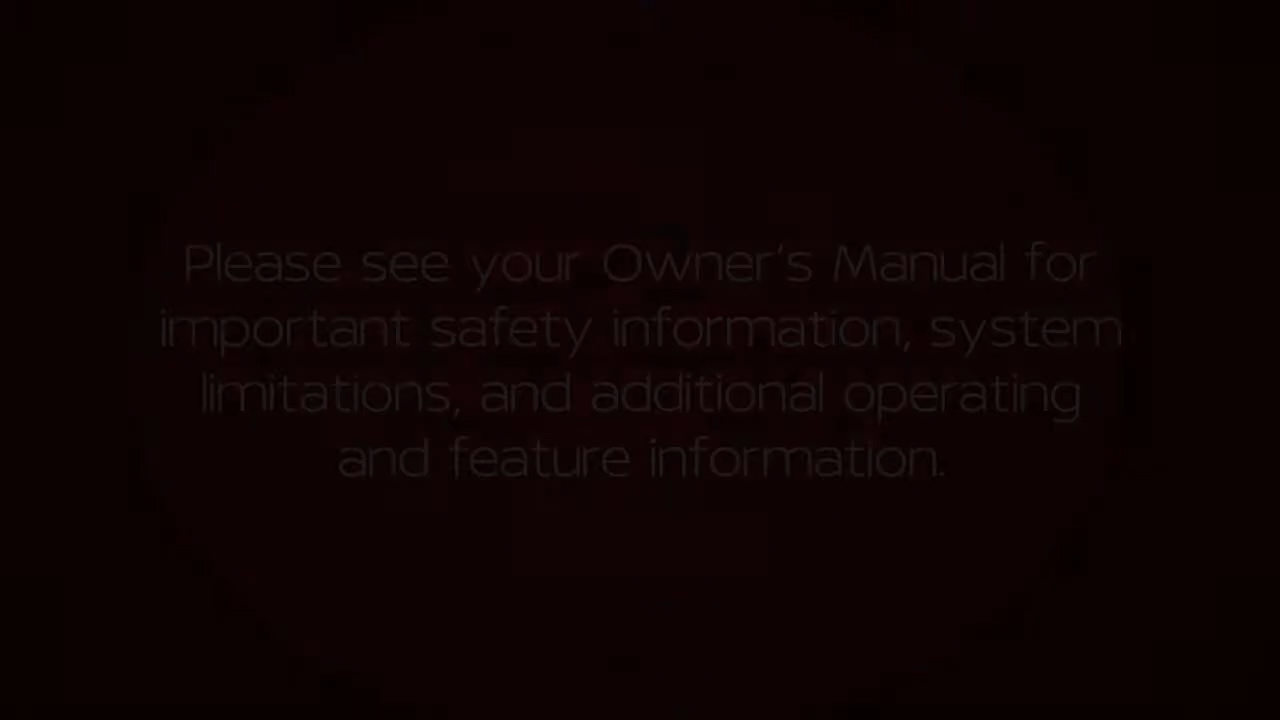 Please see your Owner's Manual for
important safety information, system
limitations, and additional operating
and feature information.